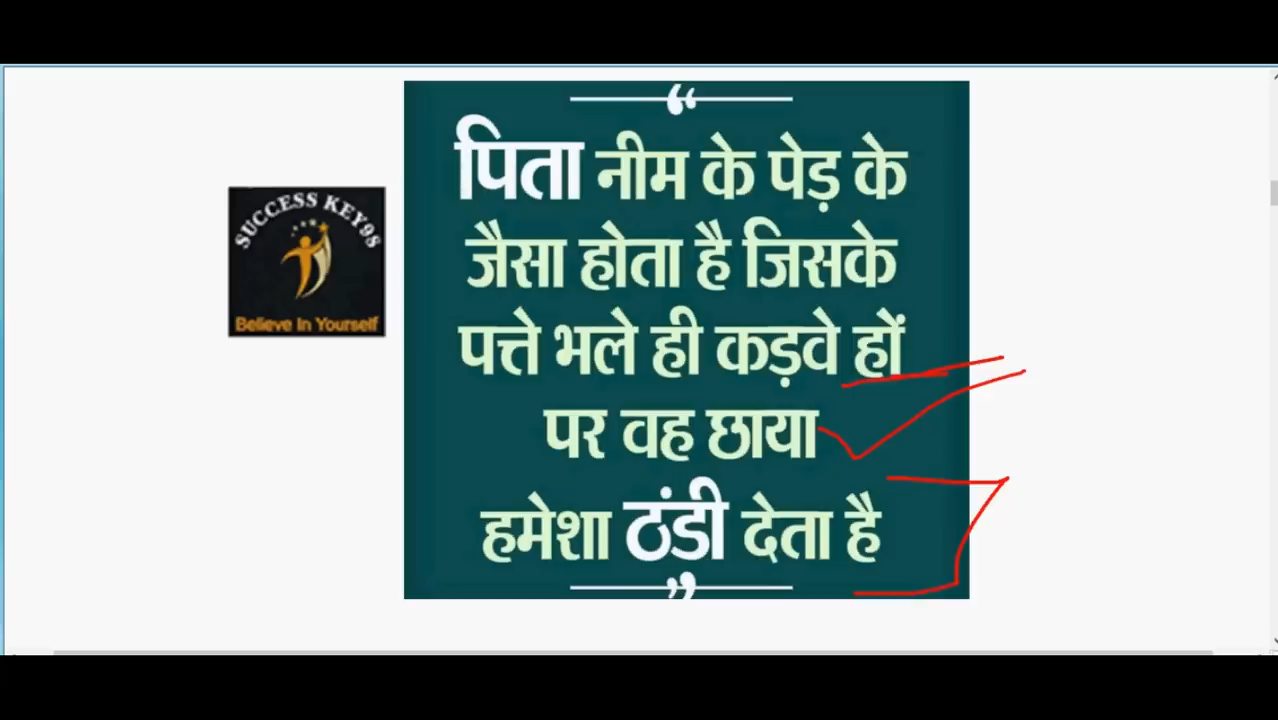 “
पिता नीम के पेड़ के
जैसा होता है जिसके
पत्ते भले ही कड़वे हों
पर वह छाया
हमेशा ठंडी देता है
”
SUCCESS KEY98
Believe In Yourself